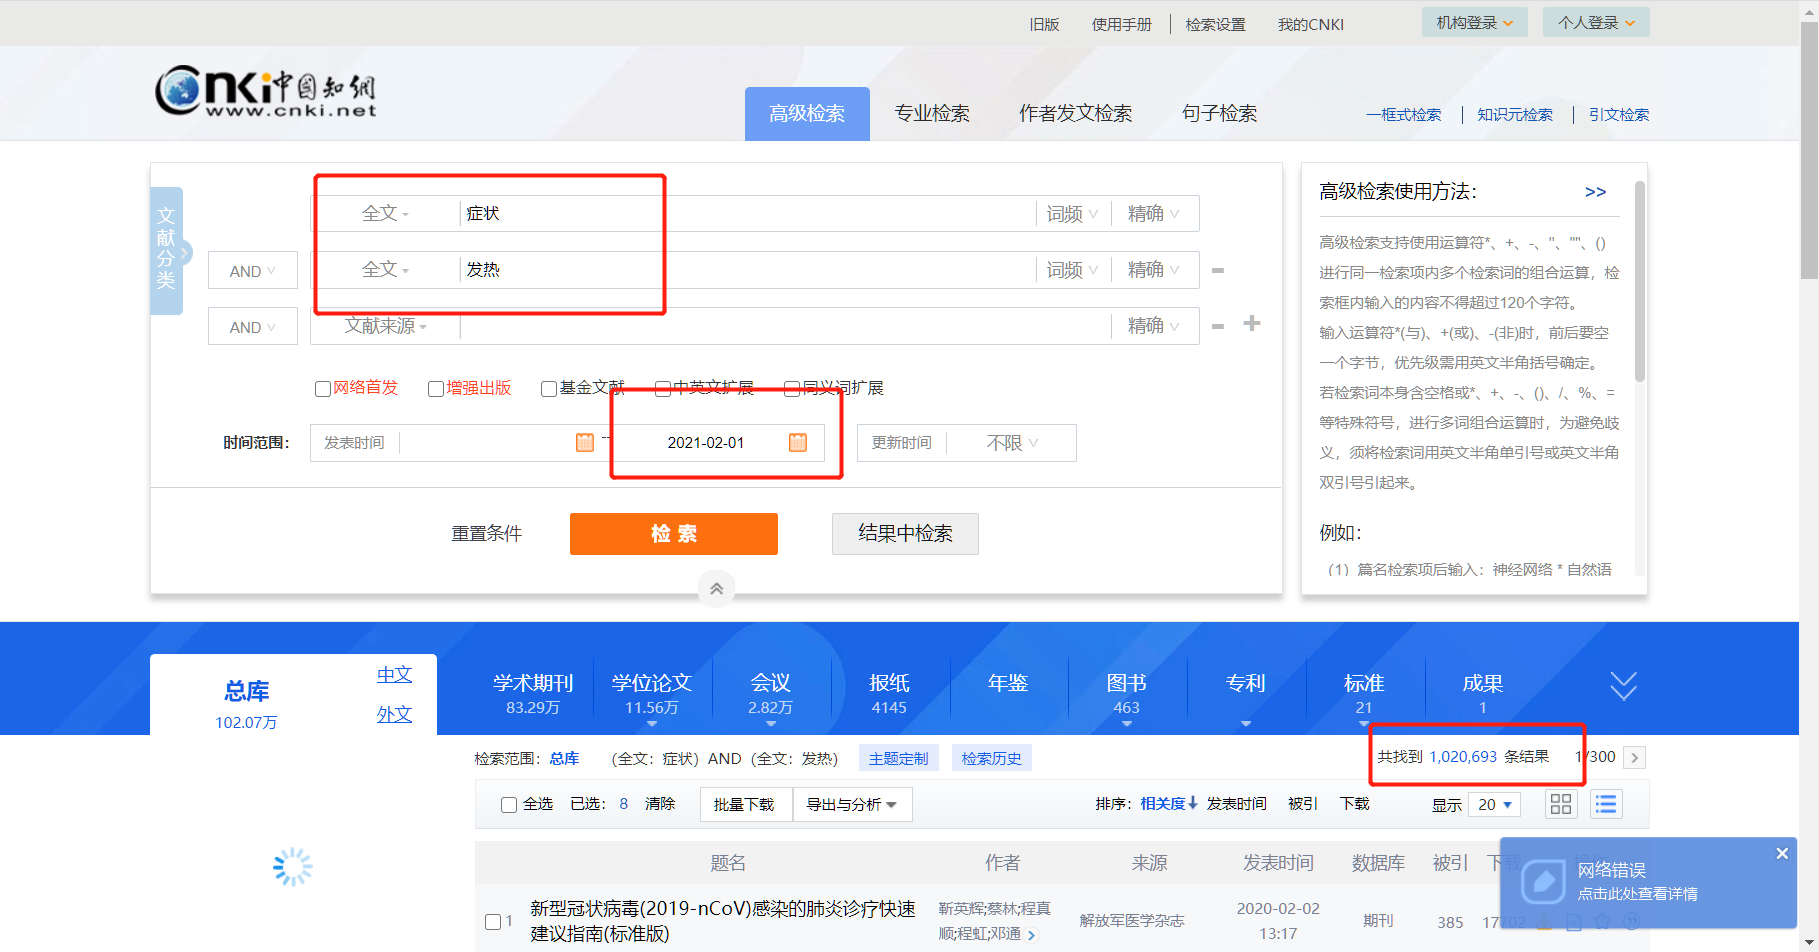 旧版 使用手册 检索设置 我的CNKI 机构登录 个人登录
cnki中国知網
www.cnki.net
高级检索 专业检索 作者发文检索 句子检索 一框式检索 知识元检索 引文检索
文献分类
全文 症状 词频 精确
AND 全文 发热 词频 精确
AND 文献来源 精确
网络首发 增强出版 基金文献 中英文扩展 同义词扩展
时间范围： 发表时间 -- 2021-02-01 更新时间 不限
重置条件 检索 结果中检索
高级检索使用方法： >>
高级检索支持使用运算符*、+、-、''、""、()
进行同一检索项内多个检索词的组合运算，检
索框内输入的内容不得超过120个字符。
输入运算符*(与)、+(或)、-(非)时，前后要空
一个字节，优先级需用英文半角括号确定。
若检索词本身含空格或*、+、-、()、/、%、=
等特殊符号，进行多词组合运算时，为避免歧
义，须将检索词用英文半角单引号或英文半角
双引号引起来。
例如：
（1）篇名检索项后输入：神经网络 * 自然语
总库 102.07万 中文 外文
学术期刊 学位论文 会议 报纸 年鉴 图书 专利 标准 成果
83.29万 11.56万 2.82万 4145 463 21 1
检索范围：总库 （全文：症状）AND（全文：发热） 主题定制 检索历史 共找到 1,020,693 条结果 1/300
全选 已选：8 清除 批量下载 导出与分析 排序：相关度 发表时间 被引 下载 显示 20
题名 作者 来源 发表时间 数据库 被引 下载
网络错误
点击此处查看详情
1 新型冠状病毒(2019-nCoV)感染的肺炎诊疗快速建议指南(标准版) 靳英辉;蔡林;程真顺;程虹;邓通 解放军医学杂志 2020-02-02 13:17 期刊 385 17702